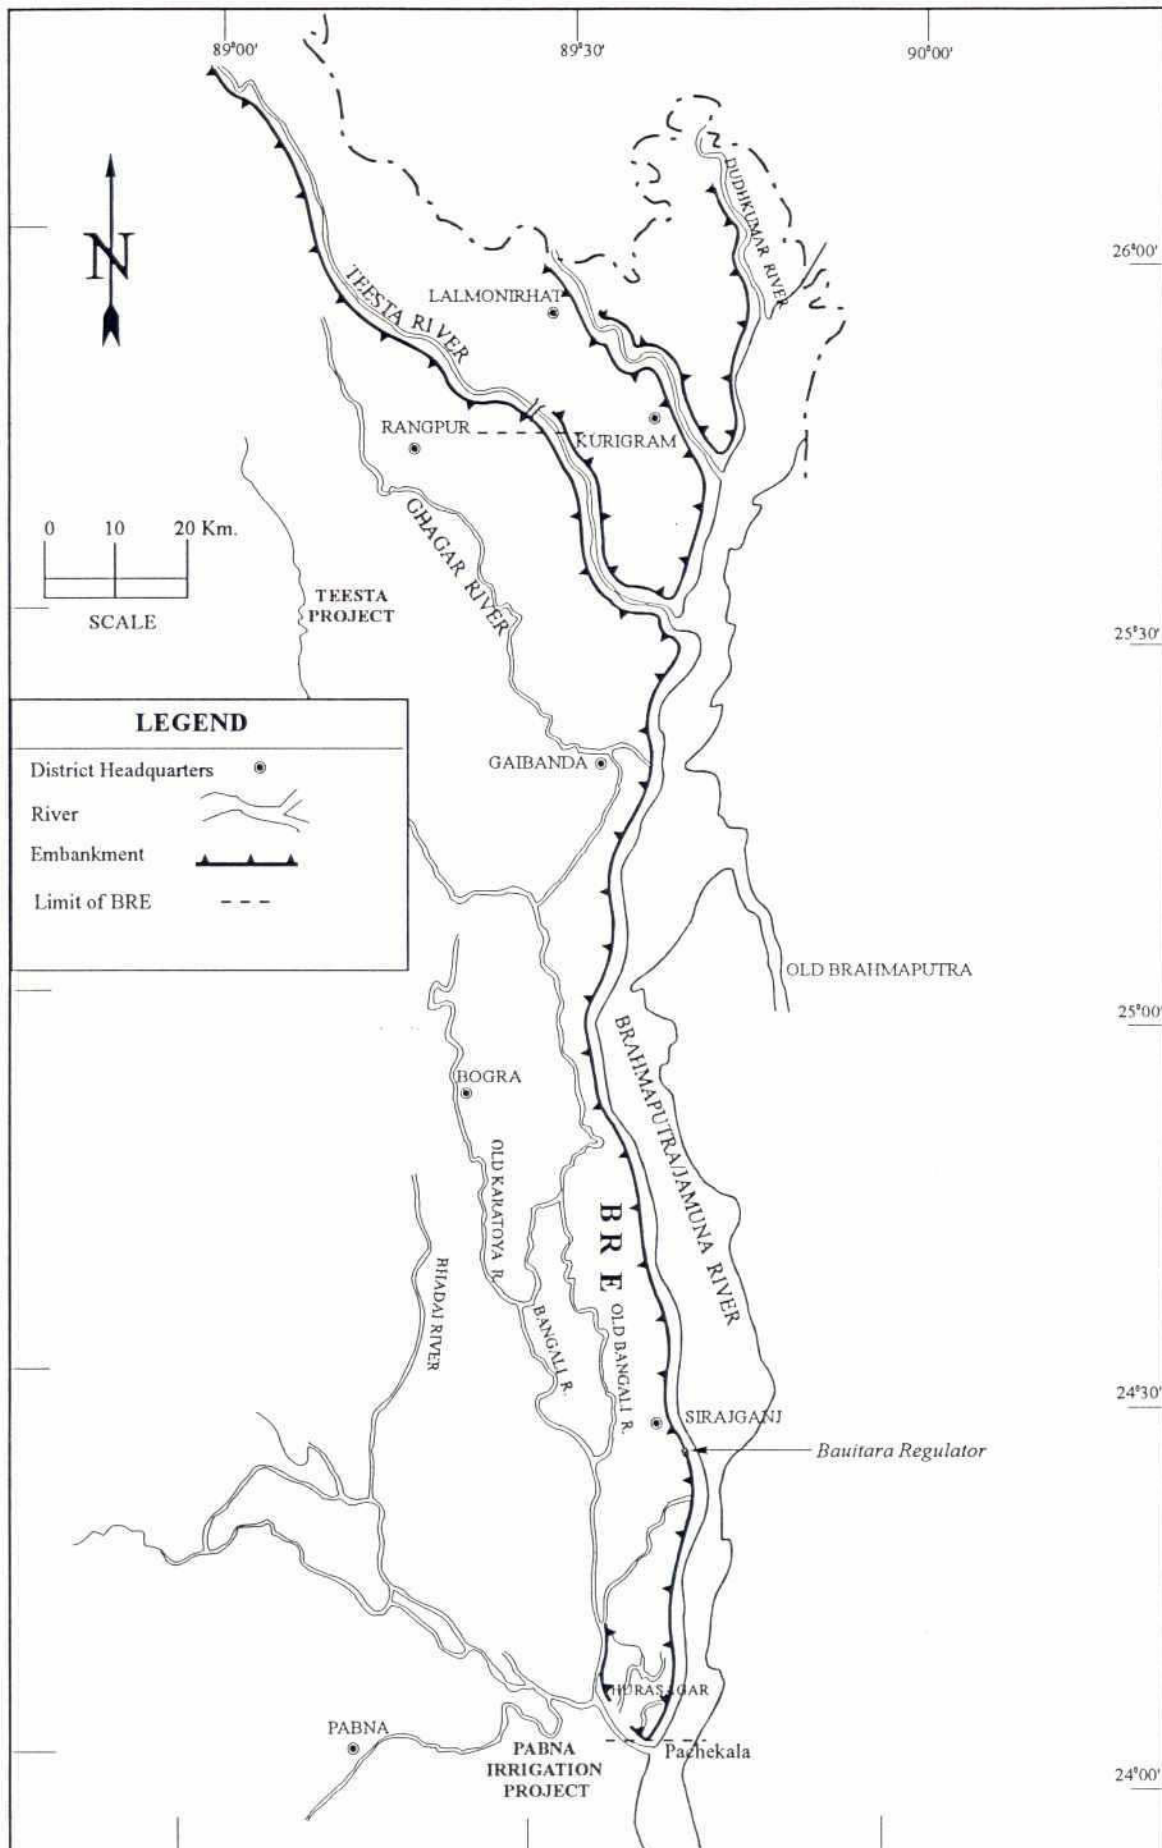 89°00'
89°30'
90°00'
DUDHKUMAR RIVER
26°00'
N
LALMONIRHAT
TEESTA RIVER
RANGPUR
KURIGRAM
GHAGAR RIVER
0 10 20 Km.
SCALE
TEESTA
PROJECT
25°30'
LEGEND
District Headquarters
River
Embankment
Limit of BRE
GAIBANDA
OLD BRAHMAPUTRA
25°00'
BRAHMAPUTRA/JAMUNA RIVER
BOGRA
OLD KARATOYA R.
BRE
BHADAI RIVER
BANGALI R.
OLD BANGALI R.
24°30'
SIRAJGANJ
Bauitara Regulator
HURASAGAR
PABNA
PABNA
IRRIGATION
PROJECT
Pachekala
24°00'